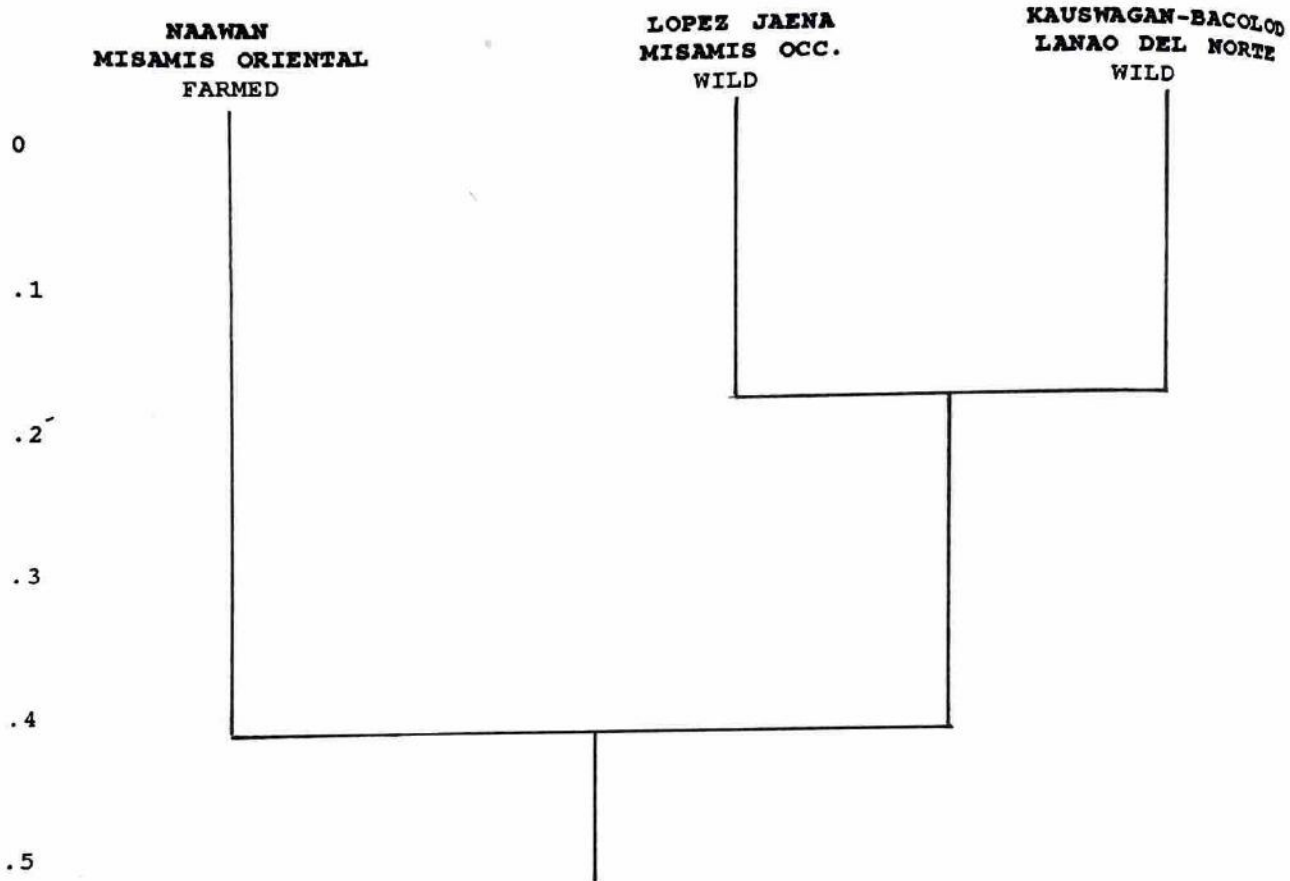 NAAWAN
MISAMIS ORIENTAL
FARMED
LOPEZ JAENA
MISAMIS OCC.
WILD
KAUSWAGAN-BACOLOD
LANAO DEL NORTE
WILD
0
.1
.2
.3
.4
.5